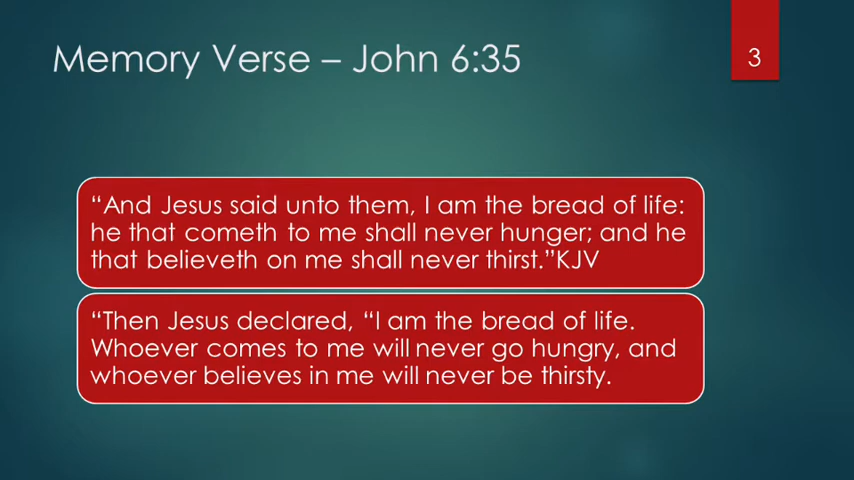 Memory Verse – John 6:35
3
“And Jesus said unto them, I am the bread of life:
he that cometh to me shall never hunger; and he
that believeth on me shall never thirst.”KJV
“Then Jesus declared, “I am the bread of life.
Whoever comes to me will never go hungry, and
whoever believes in me will never be thirsty.